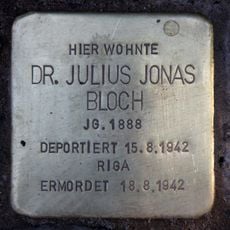 HIER WOHNTE
DR. JULIUS JONAS
BLOCH
JG. 1888
DEPORTIERT 15.8.1942
RIGA
ERMORDET 18.8.1942